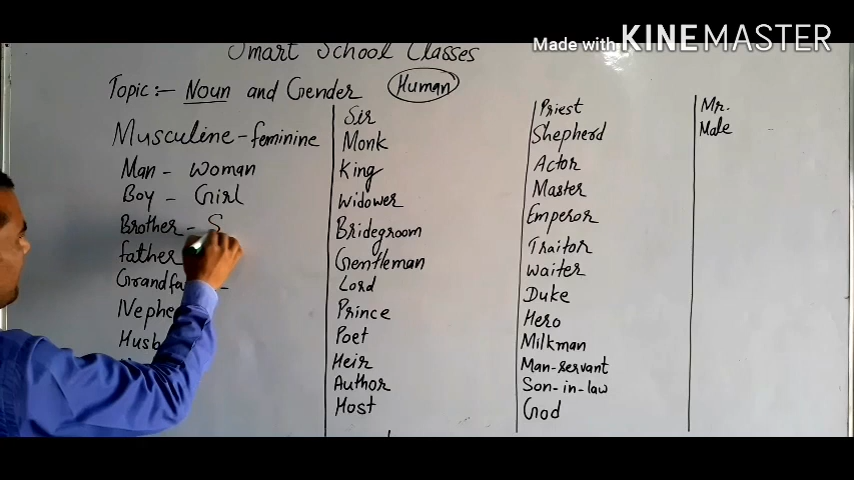 Made with KINEMASTER
Smart School Classes
Topic :- Noun and Gender Human
Musculine - feminine
Man - Woman
Boy - Girl
Brother - S
father
Grandfa -
Nephe
Husb
Sir
Monk
King
Widower
Bridegroom
Gentleman
Lord
Prince
Poet
Heir
Author
Host
Priest
Shepherd
Actor
Master
Emperor
Traitor
Waiter
Duke
Hero
Milkman
Man-servant
Son-in-law
God
Mr.
Male